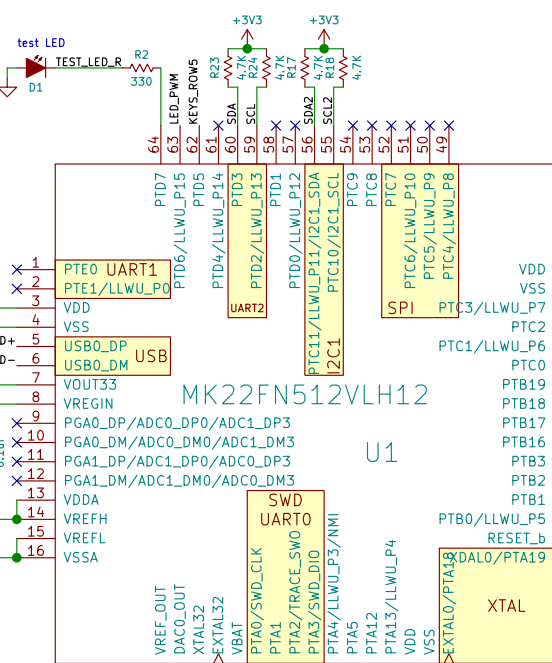 test LED
TEST_LED_R
D1
R2
330
+3V3
+3V3
R23
4.7K
R24
4.7K
R17
4.7K
R18
4.7K
LED_PWM
KEYS_ROW5
SDA
SCL
SDA2
SCL2
64
63
62
61
60
59
58
57
56
55
54
53
52
51
50
49
PTD7
PTD6/LLWU_P15
PTD5
PTD4/LLWU_P14
PTD3
PTD2/LLWU_P13
PTD1
PTD0/LLWU_P12
PTC11/LLWU_P11/I2C1_SDA
PTC10/I2C1_SCL
PTC9
PTC8
PTC7
PTC6/LLWU_P10
PTC5/LLWU_P9
PTC4/LLWU_P8
UART2
I2C1
SPI
1 PTE0 UART1
2 PTE1/LLWU_P0
3 VDD
4 VSS
D+ 5 USB0_DP USB
D- 6 USB0_DM
7 VOUT33
8 VREGIN
9 PGA0_DP/ADC0_DP0/ADC1_DP3
10 PGA0_DM/ADC0_DM0/ADC1_DM3
11 PGA1_DP/ADC1_DP0/ADC0_DP3
12 PGA1_DM/ADC1_DM0/ADC0_DM3
13 VDDA
14 VREFH
15 VREFL
16 VSSA
MK22FN512VLH12
U1
VDD
VSS
PTC3/LLWU_P7
PTC2
PTC1/LLWU_P6
PTC0
PTB19
PTB18
PTB17
PTB16
PTB3
PTB2
PTB1
PTB0/LLWU_P5
RESET_b
XDAL0/PTA19
SWD
UART0
XTAL
VREF_OUT
DAC0_OUT
XTAL32
EXTAL32
VBAT
PTA0/SWD_CLK
PTA1
PTA2/TRACE_SWO
PTA3/SWD_DIO
PTA4/LLWU_P3/NMI
PTA5
PTA12
PTA13/LLWU_P4
VDD
VSS
EXTAL0/PTA18